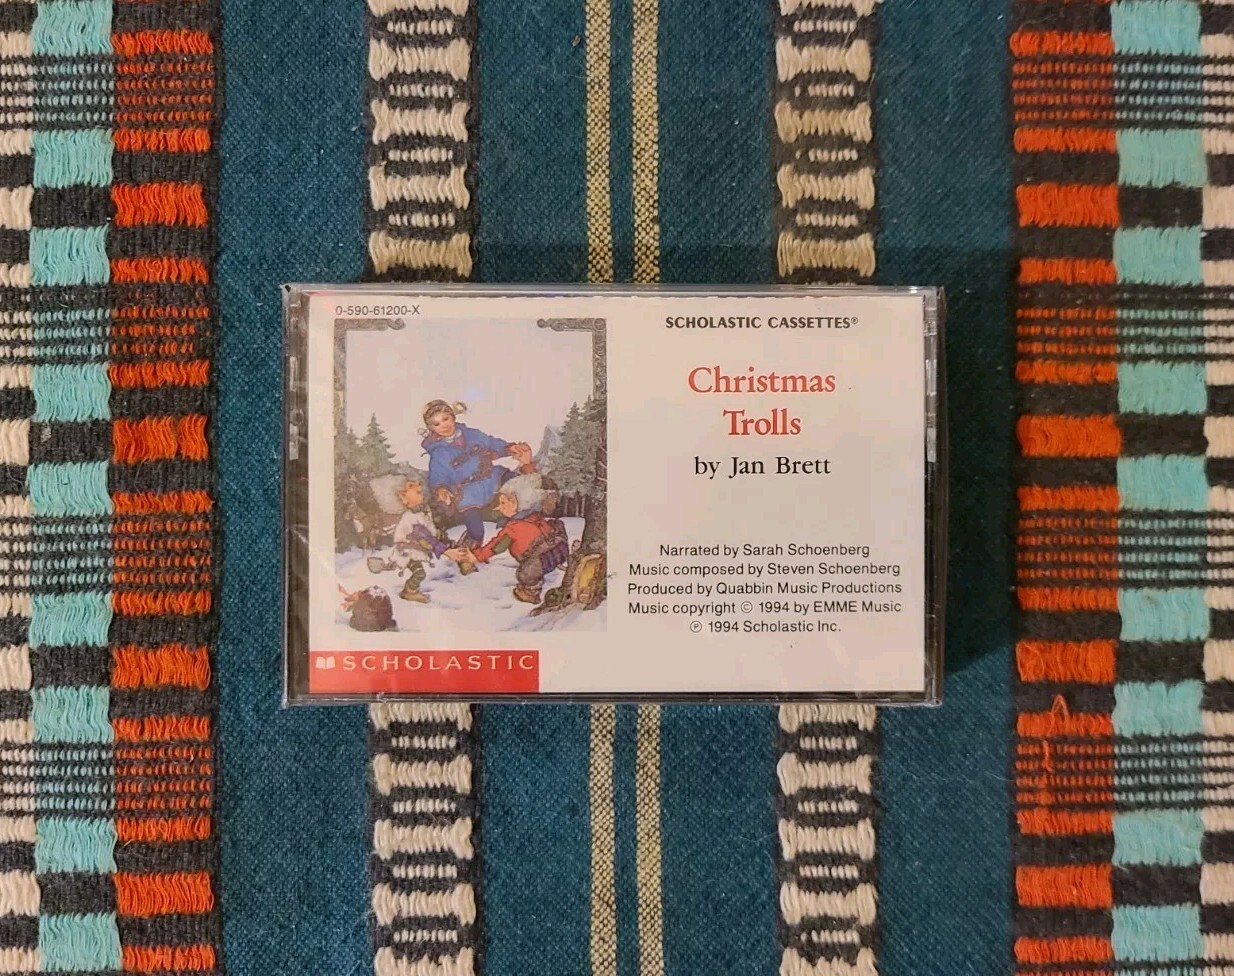 0-590-61200-X
SCHOLASTIC CASSETTES®
Christmas
Trolls
by Jan Brett
Narrated by Sarah Schoenberg
Music composed by Steven Schoenberg
Produced by Quabbin Music Productions
Music copyright © 1994 by EMME Music
℗ 1994 Scholastic Inc.
SCHOLASTIC